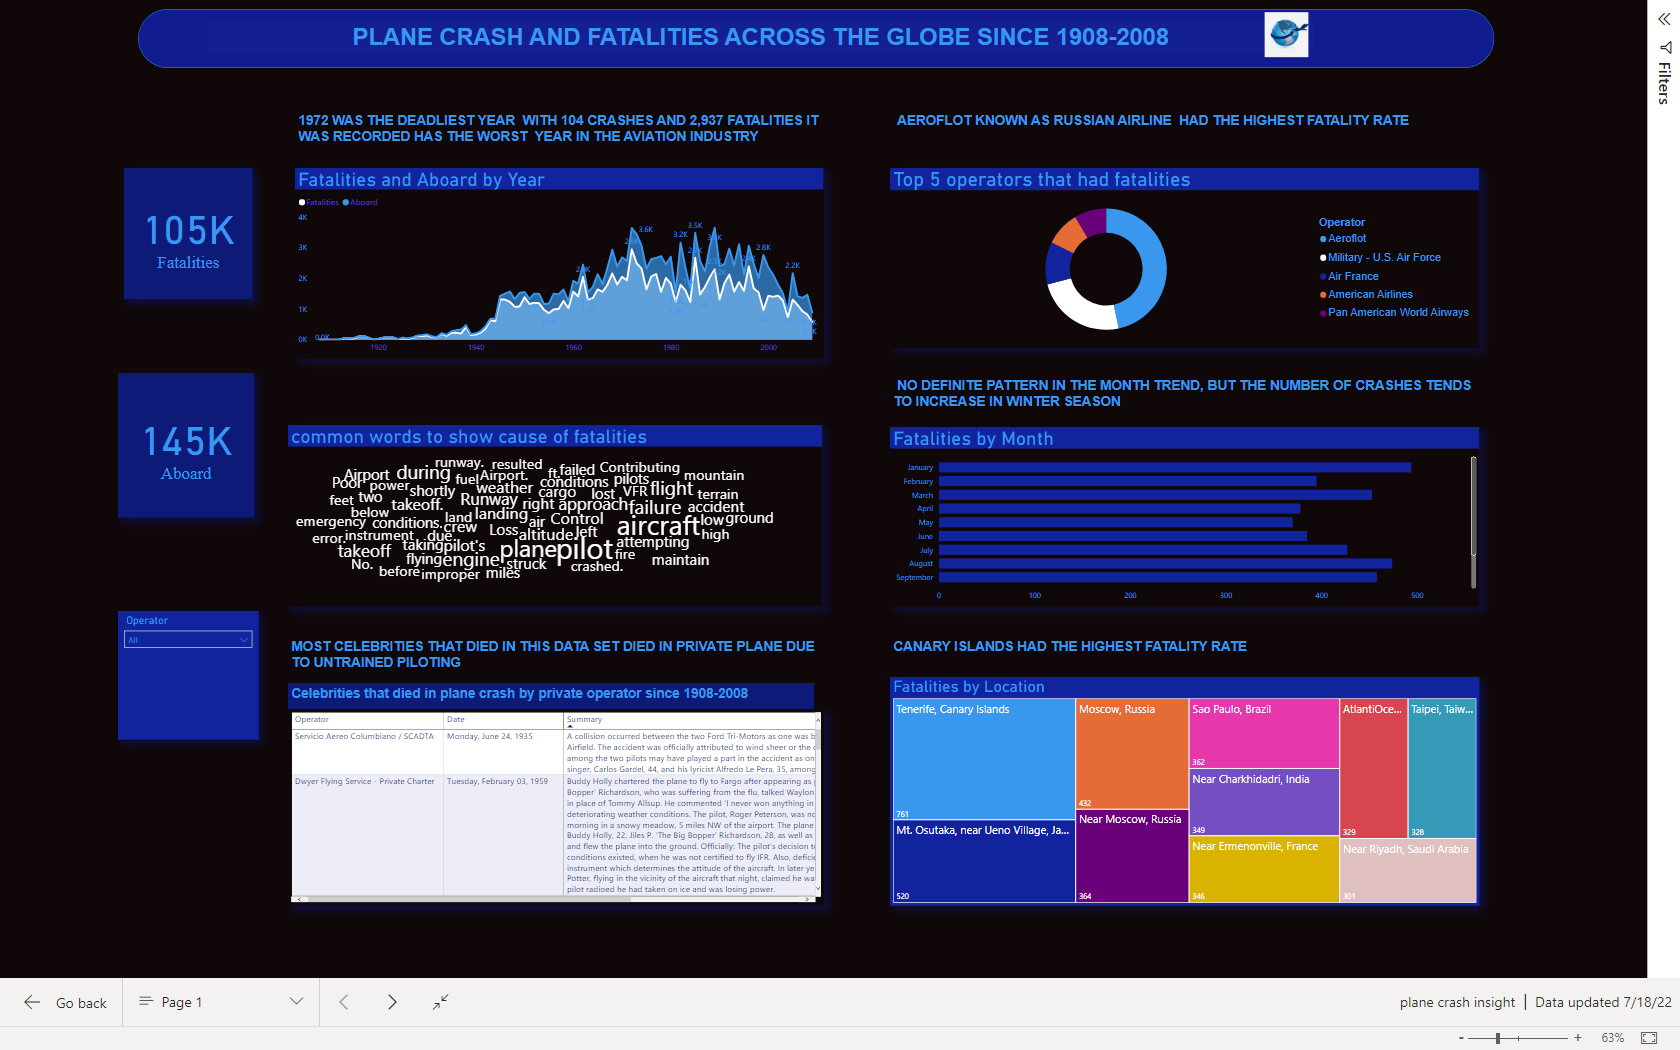 PLANE CRASH AND FATALITIES ACROSS THE GLOBE SINCE 1908-2008
Filters
1972 WAS THE DEADLIEST YEAR WITH 104 CRASHES AND 2,937 FATALITIES IT
WAS RECORDED HAS THE WORST YEAR IN THE AVIATION INDUSTRY
AEROFLOT KNOWN AS RUSSIAN AIRLINE HAD THE HIGHEST FATALITY RATE
105K
Fatalities
Fatalities and Aboard by Year
Fatalities Aboard
4K
3K
2K
1K
0K
0.0K
3.6K
3.2K
3.5K
2.8K
2.2K
1920
1940
1960
1980
2000
Top 5 operators that had fatalities
Operator
Aeroflot
Military - U.S. Air Force
Air France
American Airlines
Pan American World Airways
145K
Aboard
NO DEFINITE PATTERN IN THE MONTH TREND, BUT THE NUMBER OF CRASHES TENDS
TO INCREASE IN WINTER SEASON
common words to show cause of fatalities
runway. resulted
Airport during fuel Airport. ft. failed Contributing
Poor power shortly weather conditions pilots mountain
feet two takeoff. Runway cargo lost VFR flight terrain
below right approach failure accident
emergency conditions. land landing air Control aircraft low ground
crew Loss altitude left high
error instrument due attempting
takeoff taking pilot's plane pilot fire
No. flying engine struck crashed. maintain
before improper miles
Fatalities by Month
January
February
March
April
May
June
July
August
September
0
100
200
300
400
500
Operator
All
MOST CELEBRITIES THAT DIED IN THIS DATA SET DIED IN PRIVATE PLANE DUE
TO UNTRAINED PILOTING
Celebrities that died in plane crash by private operator since 1908-2008
Operator Date Summary
Servicio Aereo Columbiano / SCADTA Monday, June 24, 1935 A collision occurred between the two Ford Tri-Motors as one was b
Airfield. The accident was officially attributed to wind sheer or the c
among the two pilots may have played a part in the accident as on
singer, Carlos Gardel, 44, and his lyricist Alfredo Le Pera, 35, among
Dwyer Flying Service - Private Charter Tuesday, February 03, 1959 Buddy Holly chartered the plane to fly to Fargo after appearing as
Bopper' Richardson, who was suffering from the flu, talked Waylon
in place of Tommy Allsup. He commented 'I never won anything in
deteriorating weather conditions. The pilot, Roger Peterson, was no
morning in a snowy meadow, 5 miles NW of the airport. The plane
Buddy Holly, 22, Jiles P. 'The Big Bopper' Richardson, 28, as well as
and flew the plane into the ground. Officially: The pilot's decision t
conditions existed, when he was not certified to fly IFR. Also, defici
instrument which determines the attitude of the aircraft. In later ye
Potter, flying in the vicinity of the aircraft that night, claimed he wa
pilot radioed he had taken on ice and was losing power.
CANARY ISLANDS HAD THE HIGHEST FATALITY RATE
Fatalities by Location
Tenerife, Canary Islands
761
Mt. Osutaka, near Ueno Village, Ja...
520
Moscow, Russia
432
Near Moscow, Russia
364
Sao Paulo, Brazil
362
Near Charkhidadri, India
349
Near Ermenonville, France
346
AtlantiOce...
329
Taipei, Taiw...
328
Near Riyadh, Saudi Arabia
301
Go back
Page 1
plane crash insight | Data updated 7/18/22
- + 63%